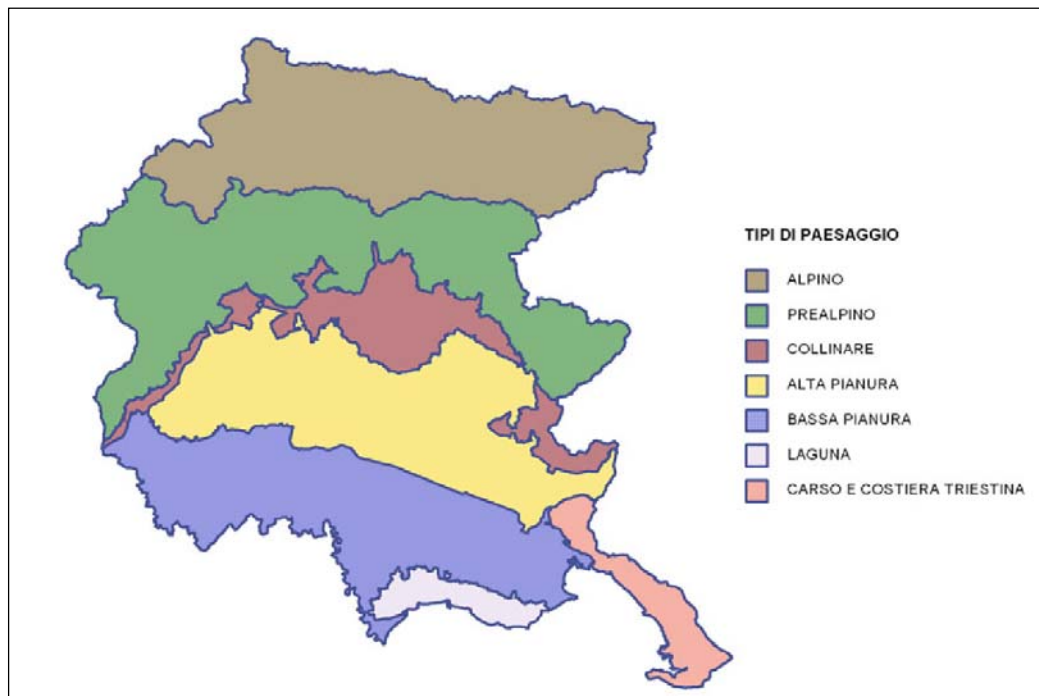 TIPI DI PAESAGGIO
ALPINO
PREALPINO
COLLINARE
ALTA PIANURA
BASSA PIANURA
LAGUNA
CARSO E COSTIERA TRIESTINA